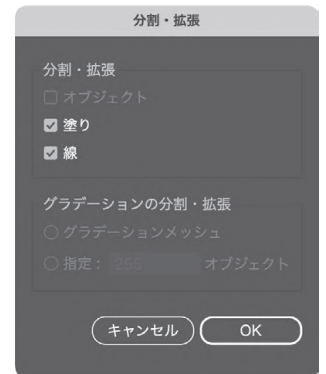 分割・拡張
分割・拡張
オブジェクト
塗り
線
グラデーションの分割・拡張
グラデーションメッシュ
指定： 255 オブジェクト
キャンセル OK